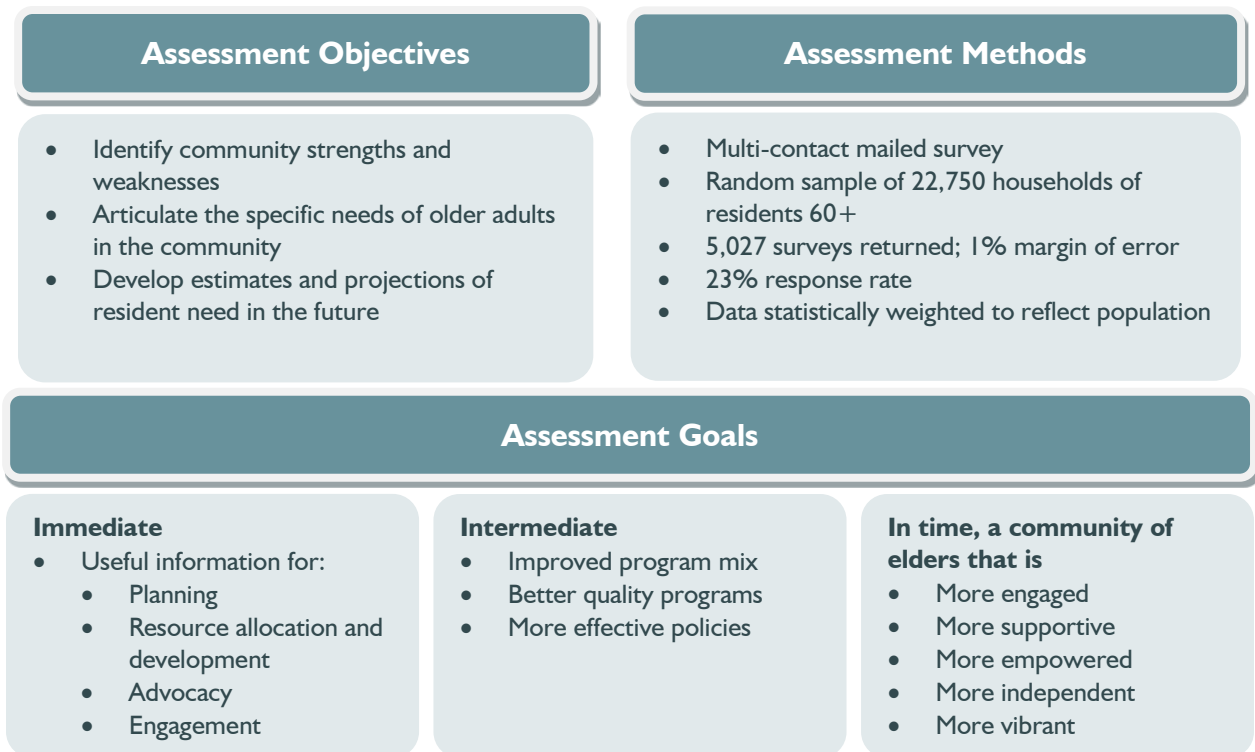 Assessment Objectives
• Identify community strengths and
weaknesses
• Articulate the specific needs of older adults
in the community
• Develop estimates and projections of
resident need in the future
Assessment Methods
• Multi-contact mailed survey
• Random sample of 22,750 households of
residents 60+
• 5,027 surveys returned; 1% margin of error
• 23% response rate
• Data statistically weighted to reflect population
Assessment Goals
Immediate
• Useful information for:
• Planning
• Resource allocation and
development
• Advocacy
• Engagement
Intermediate
• Improved program mix
• Better quality programs
• More effective policies
In time, a community of
elders that is
• More engaged
• More supportive
• More empowered
• More independent
• More vibrant